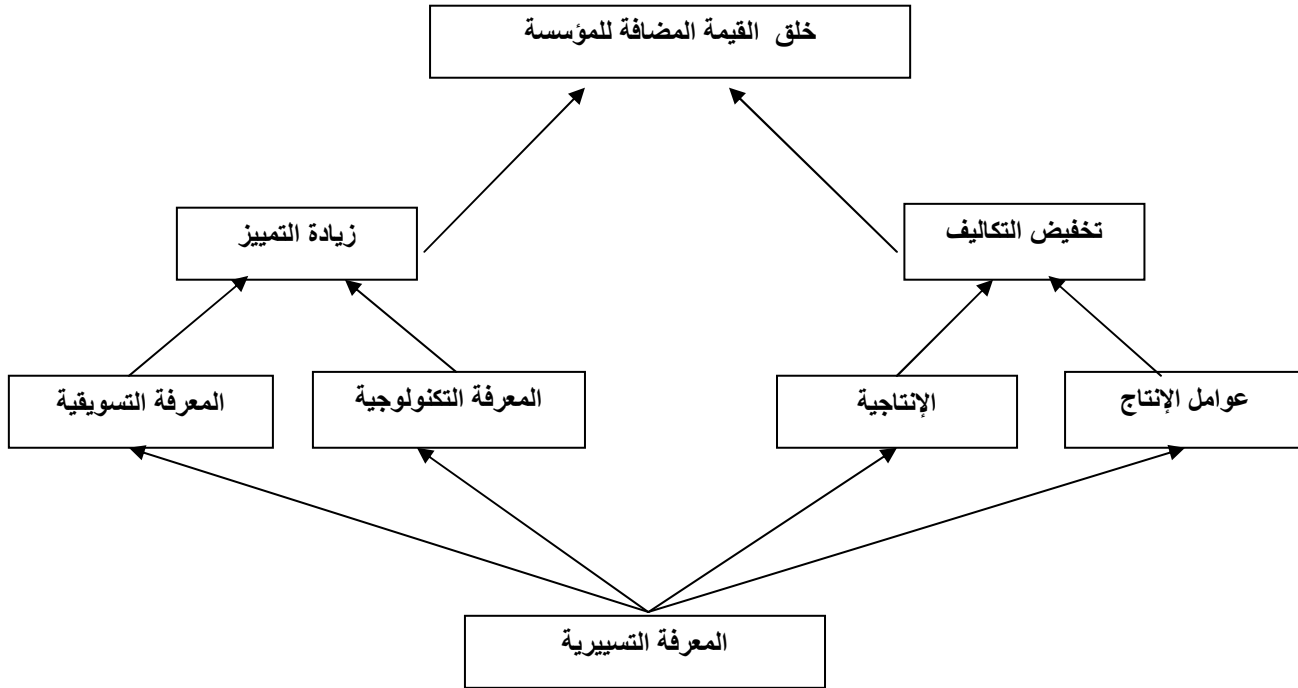 خلق القيمة المضافة للمؤسسة
تخفيض التكاليف
زيادة التمييز
عوامل الإنتاج
الإنتاجية
المعرفة التكنولوجية
المعرفة التسويقية
المعرفة التسييرية